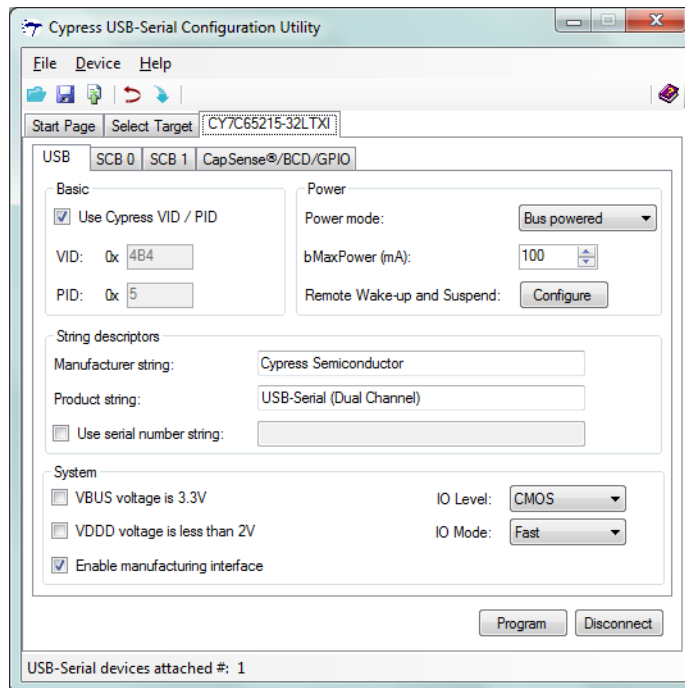 Cypress USB-Serial Configuration Utility
File Device Help
Start Page Select Target CY7C65215-32LTXI
USB SCB 0 SCB 1 CapSense®/BCD/GPIO
Basic
Use Cypress VID / PID
VID: 0x 4B4
PID: 0x 5
Power
Power mode: Bus powered
bMaxPower (mA): 100
Remote Wake-up and Suspend: Configure
String descriptors
Manufacturer string: Cypress Semiconductor
Product string: USB-Serial (Dual Channel)
Use serial number string:
System
VBUS voltage is 3.3V IO Level: CMOS
VDDD voltage is less than 2V IO Mode: Fast
Enable manufacturing interface
Program Disconnect
USB-Serial devices attached #: 1